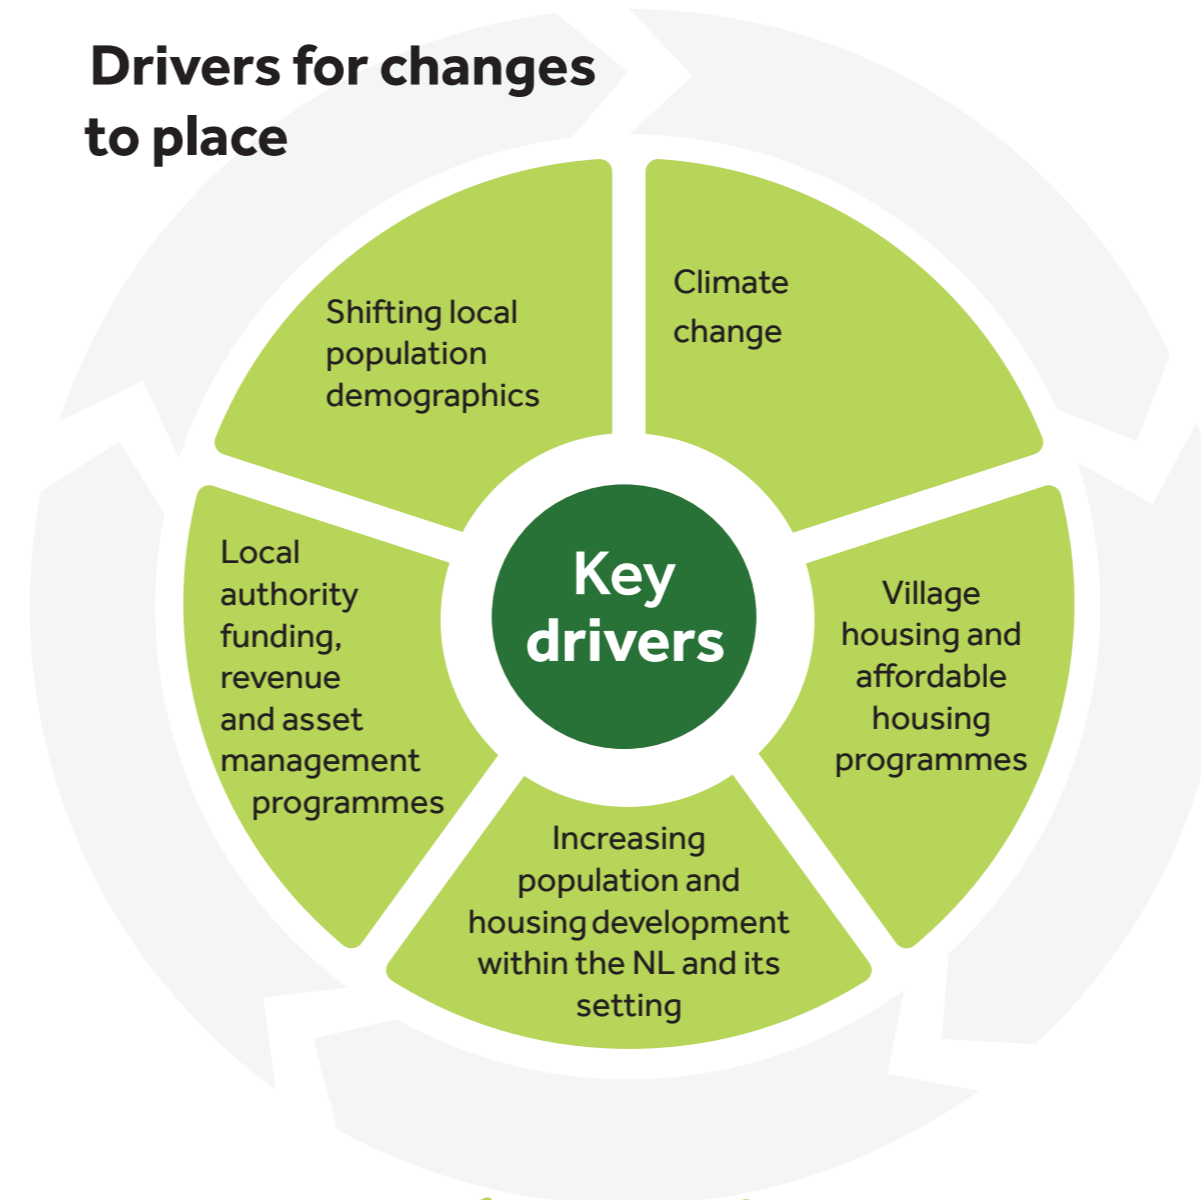 Drivers for changes
to place
Climate
change
Village
housing and
affordable
housing
programmes
Increasing
population and
housing development
within the NL and its
setting
Local
authority
funding,
revenue
and asset
management
programmes
Shifting local
population
demographics
Key
drivers